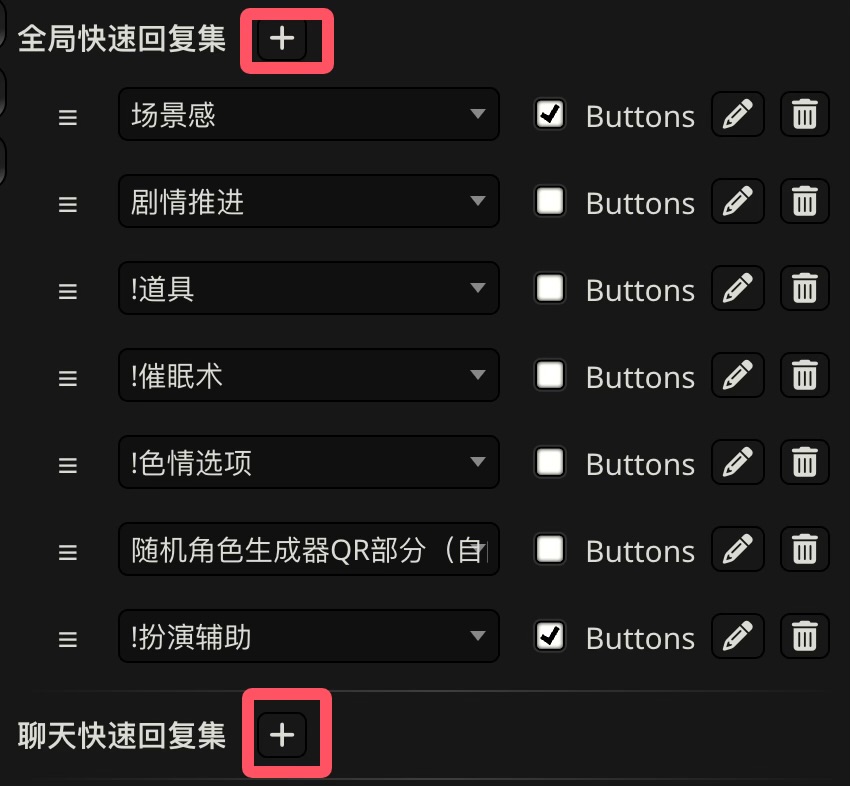 全局快速回复集
场景感 Buttons
剧情推进 Buttons
!道具 Buttons
!催眠术 Buttons
!色情选项 Buttons
随机角色生成器QR部分（自 Buttons
!扮演辅助 Buttons
聊天快速回复集